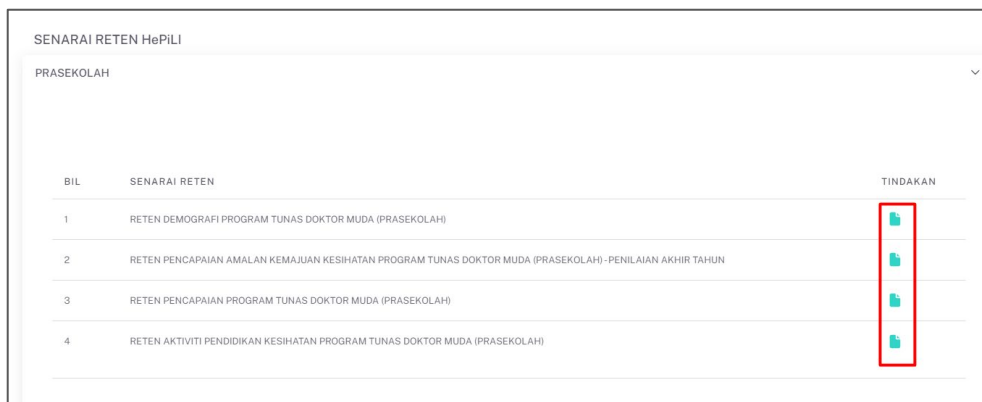 SENARAI RETEN HePiLI
PRASEKOLAH
BIL SENARAI RETEN TINDAKAN
1 RETEN DEMOGRAFI PROGRAM TUNAS DOKTOR MUDA (PRASEKOLAH)
2 RETEN PENCAPAIAN AMALAN KEMAJUAN KESIHATAN PROGRAM TUNAS DOKTOR MUDA (PRASEKOLAH) - PENILAIAN AKHIR TAHUN
3 RETEN PENCAPAIAN PROGRAM TUNAS DOKTOR MUDA (PRASEKOLAH)
4 RETEN AKTIVITI PENDIDIKAN KESIHATAN PROGRAM TUNAS DOKTOR MUDA (PRASEKOLAH)